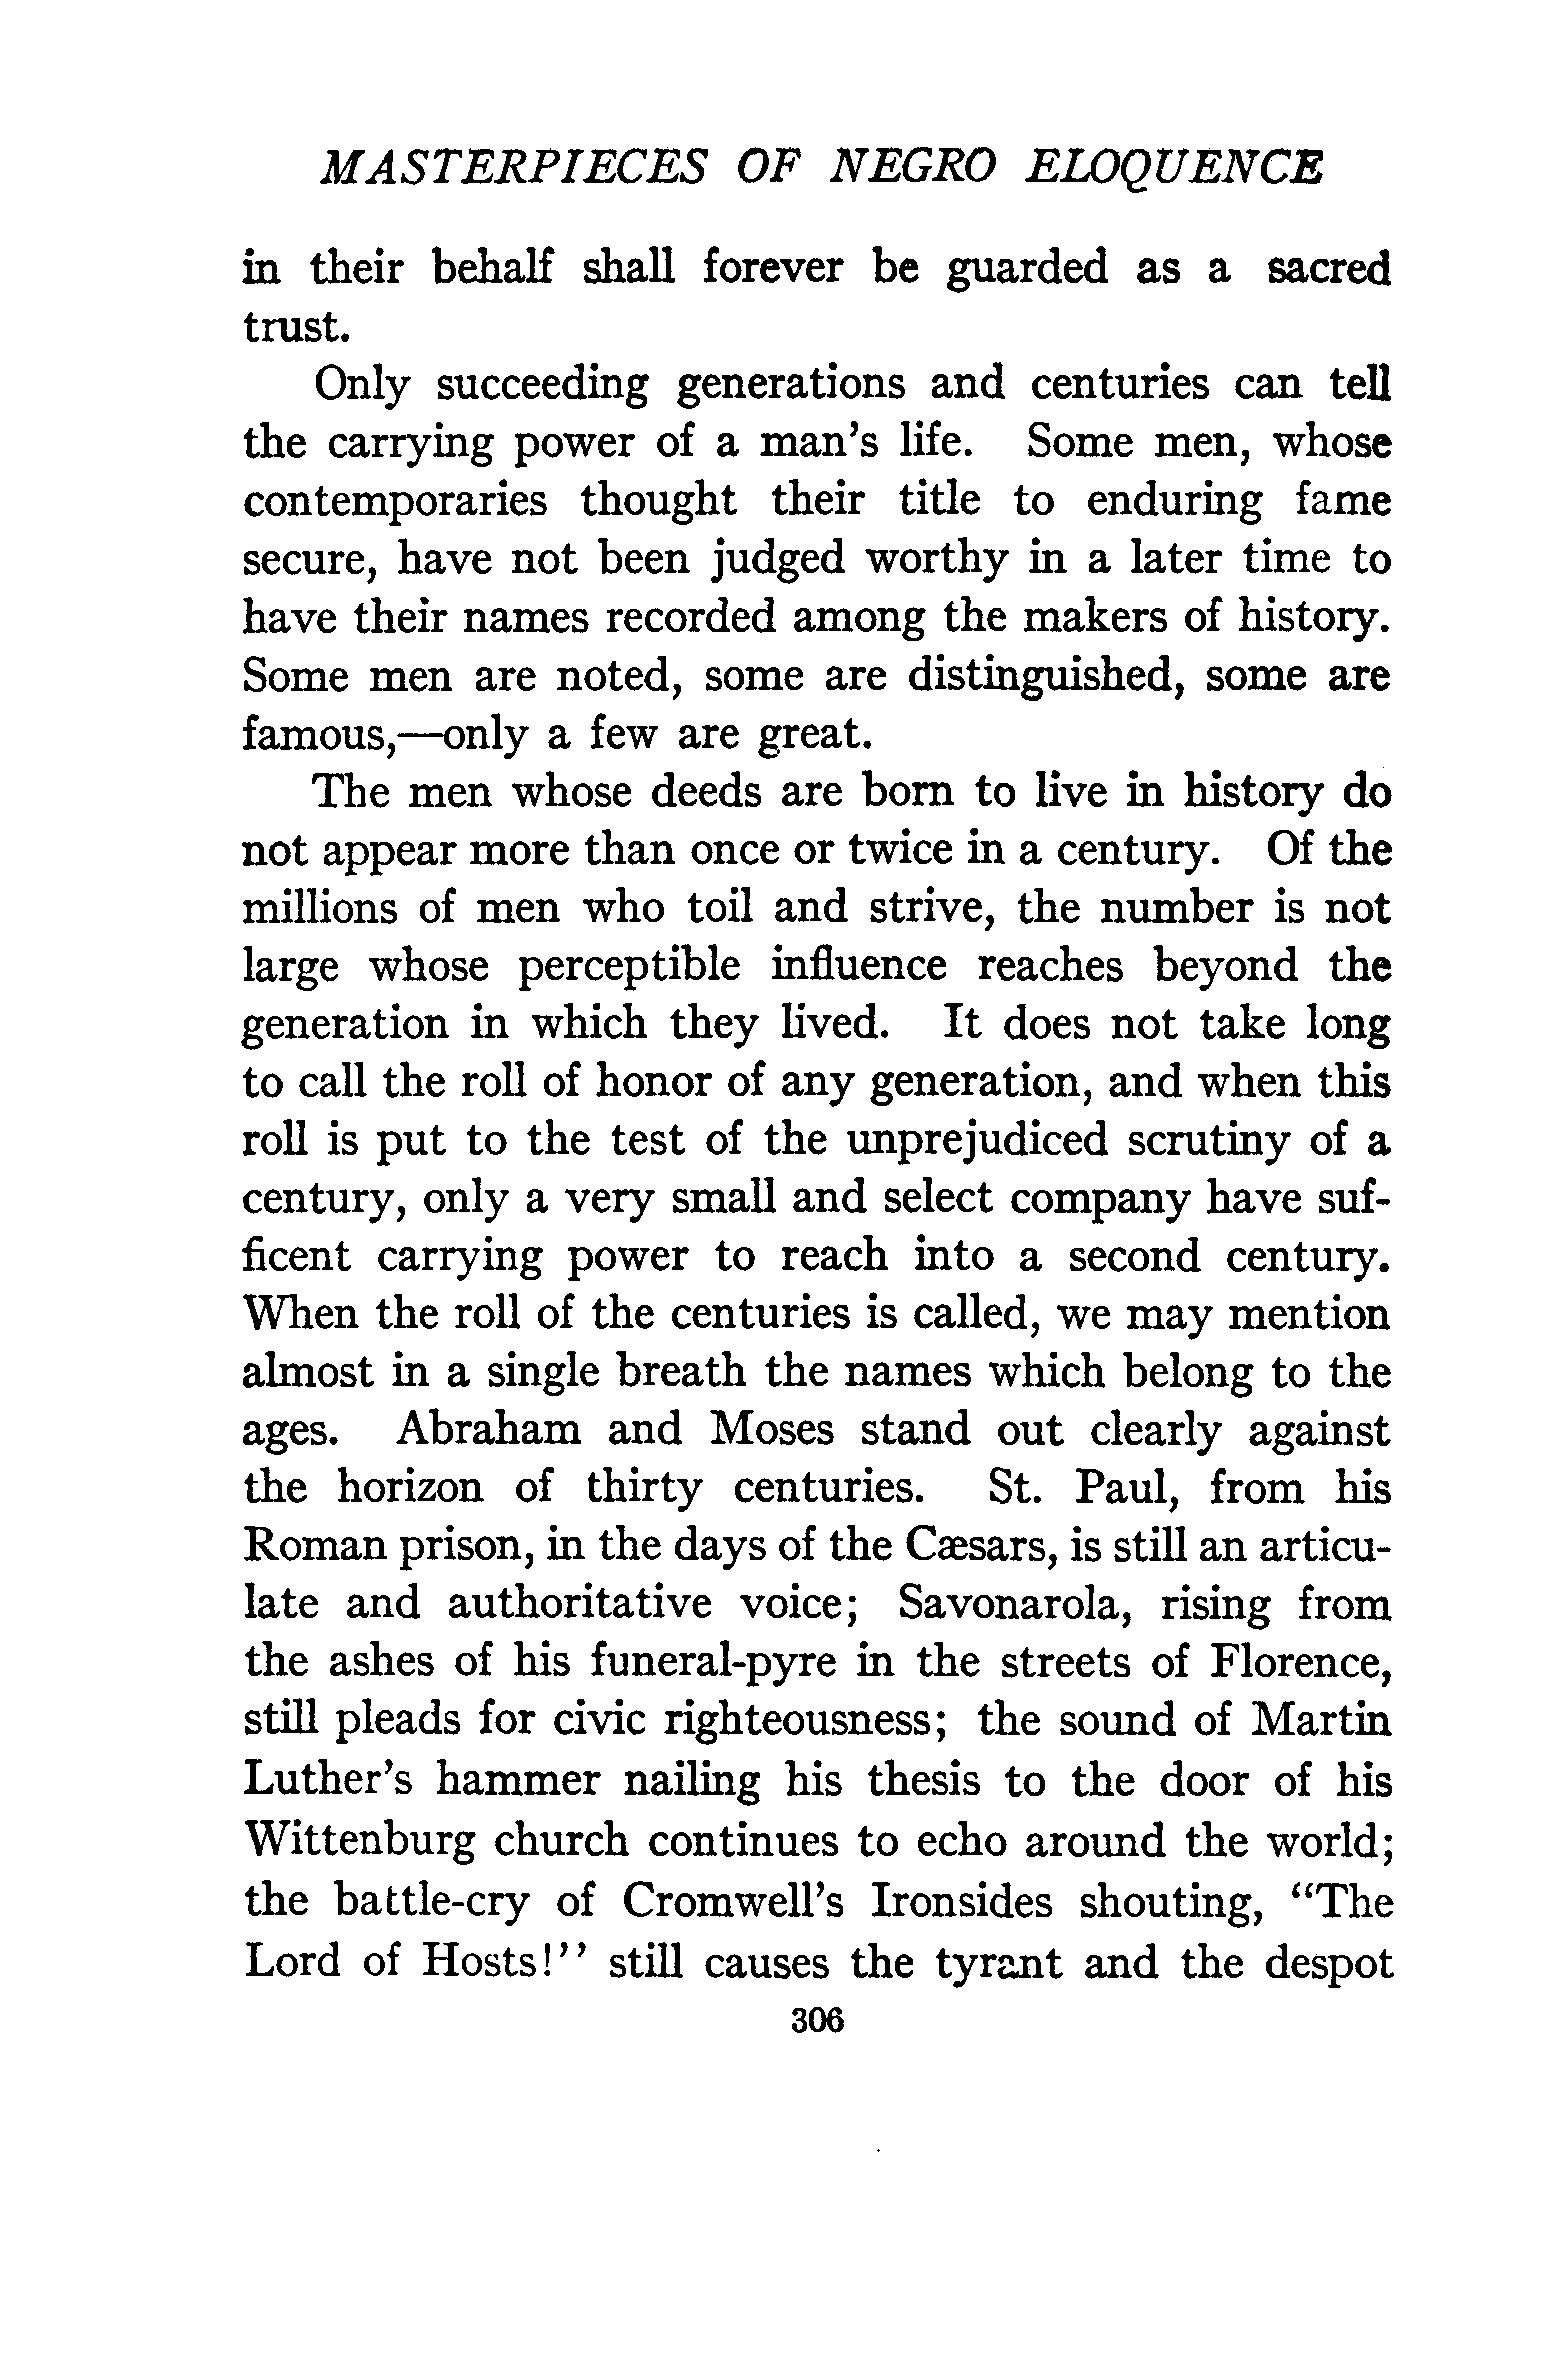 MASTERPIECES OF NEGRO ELOQUENCE
in their behalf shall forever be guarded as a sacred
trust.
Only succeeding generations and centuries can tell
the carrying power of a man's life. Some men, whose
contemporaries thought their title to enduring fame
secure, have not been judged worthy in a later time to
have their names recorded among the makers of history.
Some men are noted, some are distinguished, some are
famous,—only a few are great.
The men whose deeds are born to live in history do
not appear more than once or twice in a century. Of the
millions of men who toil and strive, the number is not
large whose perceptible influence reaches beyond the
generation in which they lived. It does not take long
to call the roll of honor of any generation, and when this
roll is put to the test of the unprejudiced scrutiny of a
century, only a very small and select company have suf-
ficent carrying power to reach into a second century.
When the roll of the centuries is called, we may mention
almost in a single breath the names which belong to the
ages. Abraham and Moses stand out clearly against
the horizon of thirty centuries. St. Paul, from his
Roman prison, in the days of the Cæsars, is still an articu-
late and authoritative voice; Savonarola, rising from
the ashes of his funeral-pyre in the streets of Florence,
still pleads for civic righteousness; the sound of Martin
Luther's hammer nailing his thesis to the door of his
Wittenburg church continues to echo around the world;
the battle-cry of Cromwell's Ironsides shouting, "The
Lord of Hosts!" still causes the tyrant and the despot
306